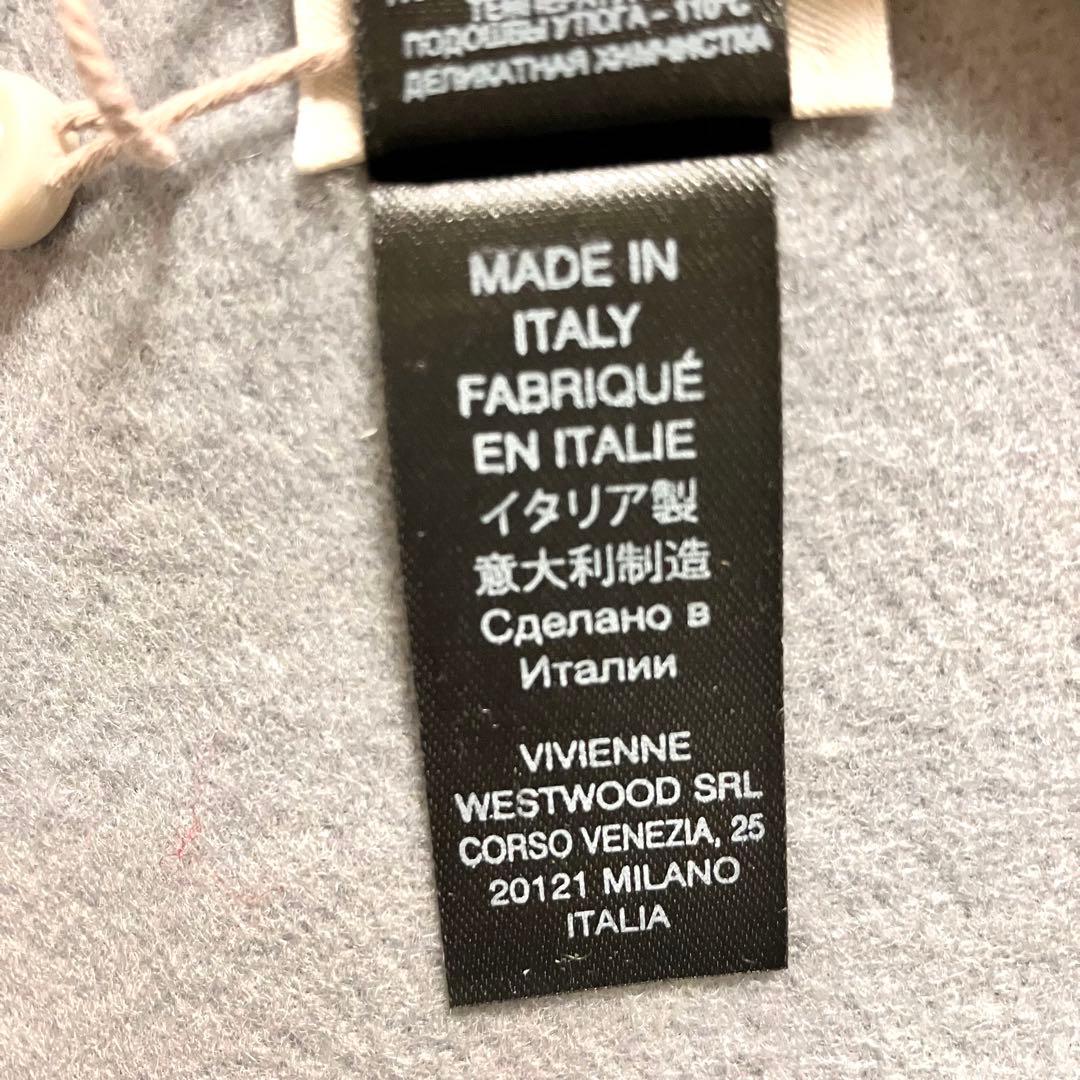 ТЕМПЕРАТ
ПОДОШВЫ УТЮГА - 110°C
ДЕЛИКАТНАЯ ХИМЧИСТКА
MADE IN
ITALY
FABRIQUÉ
EN ITALIE
イタリア製
意大利制造
Сделано в
Италии
VIVIENNE
WESTWOOD SRL
CORSO VENEZIA, 25
20121 MILANO
ITALIA